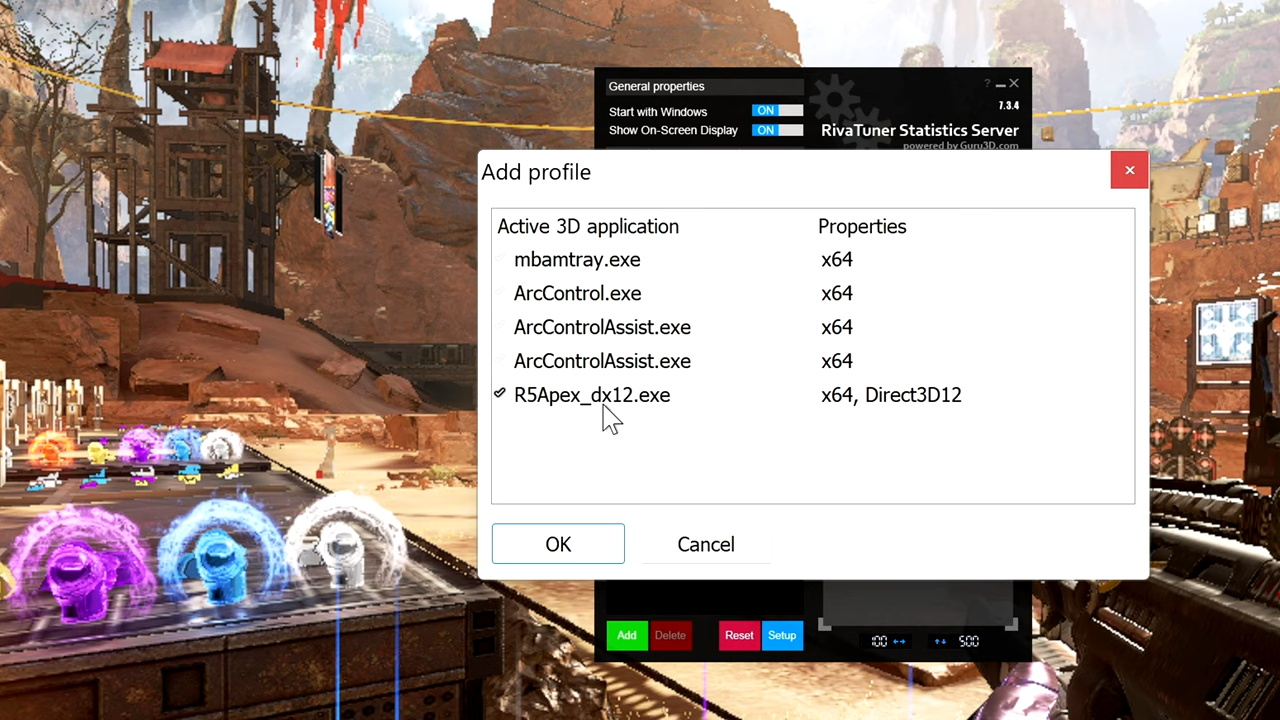 General properties
? 
Start with Windows ON
7.3.4
Show On-Screen Display ON
RivaTuner Statistics Server
powered by Guru3D.com
Add profile
Active 3D application Properties
mbamtray.exe x64
ArcControl.exe x64
ArcControlAssist.exe x64
ArcControlAssist.exe x64
R5Apex_dx12.exe x64, Direct3D12
OK Cancel
Add Delete Reset Setup
100 500